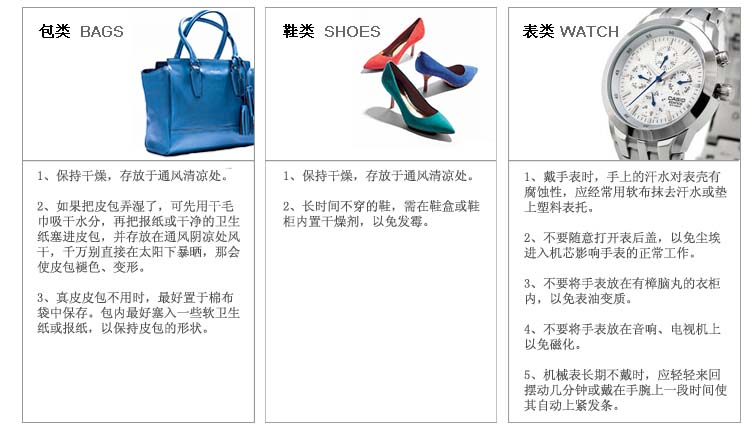 包类 BAGS
1、保持干燥，存放于通风清凉处。
2、如果把皮包弄湿了，可先用干毛
巾吸干水分，再把报纸或干净的卫生
纸塞进皮包，并存放在通风阴凉处风
干，千万别直接在太阳下暴晒，那会
使皮包褪色、变形。
3、真皮皮包不用时，最好置于棉布
袋中保存。包内最好塞入一些软卫生
纸或报纸，以保持皮包的形状。
鞋类 SHOES
1、保持干燥，存放于通风清凉处。
2、长时间不穿的鞋，需在鞋盒或鞋
柜内置干燥剂，以免发霉。
表类 WATCH
CASIO
1、戴手表时，手上的汗水对表壳有
腐蚀性，应经常用软布抹去汗水或垫
上塑料表托。
2、不要随意打开表后盖，以免尘埃
进入机芯影响手表的正常工作。
3、不要将手表放在有樟脑丸的衣柜
内，以免表油变质。
4、不要将手表放在音响、电视机上
以免磁化。
5、机械表长期不戴时，应轻轻来回
摆动几分钟或戴在手腕上一段时间使
其自动上紧发条。